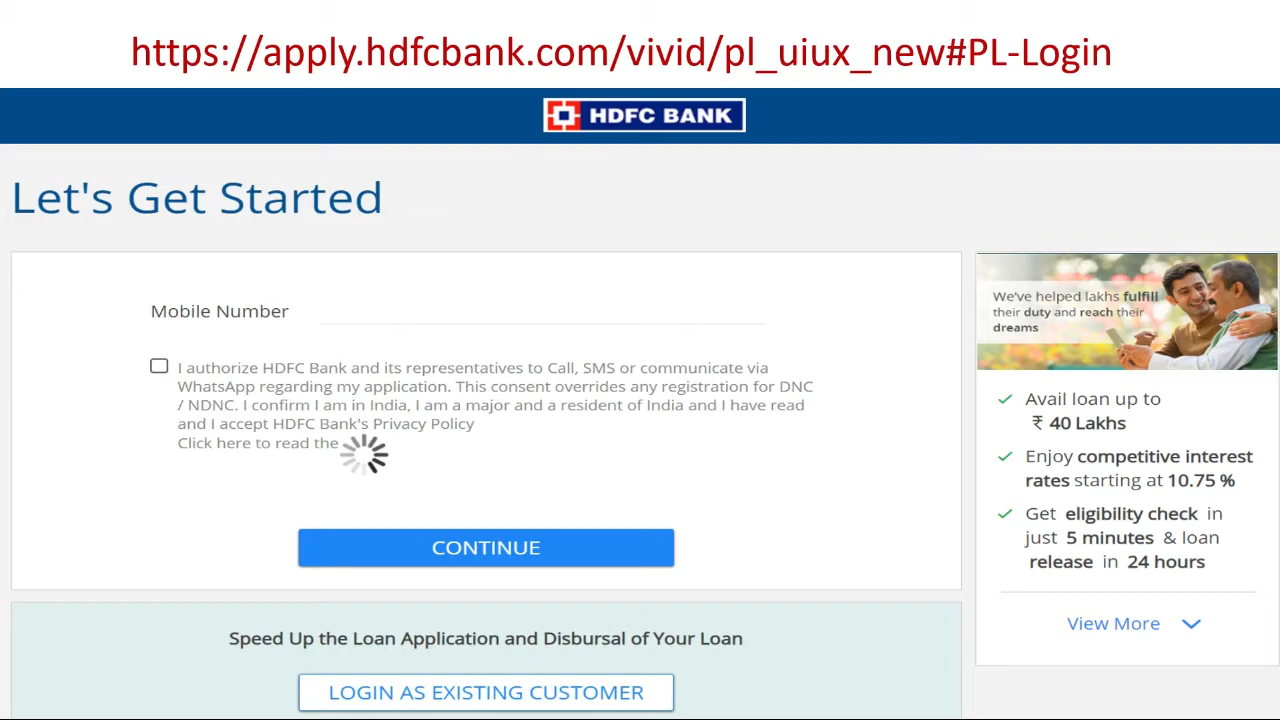 https://apply.hdfcbank.com/vivid/pl_uiux_new#PL-Login
HDFC BANK
Let's Get Started
Mobile Number
I authorize HDFC Bank and its representatives to Call, SMS or communicate via
WhatsApp regarding my application. This consent overrides any registration for DNC
/ NDNC. I confirm I am in India, I am a major and a resident of India and I have read
and I accept HDFC Bank's Privacy Policy
Click here to read the
CONTINUE
Speed Up the Loan Application and Disbursal of Your Loan
LOGIN AS EXISTING CUSTOMER
We've helped lakhs fulfill
their duty and reach their
dreams
Avail loan up to
₹ 40 Lakhs
Enjoy competitive interest
rates starting at 10.75 %
Get eligibility check in
just 5 minutes & loan
release in 24 hours
View More